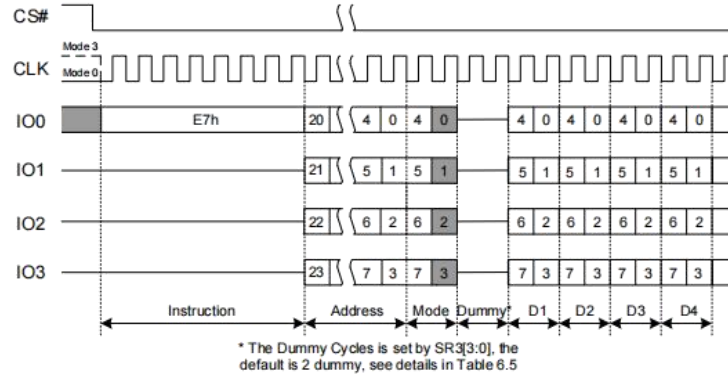 CS#
Mode 3
CLK Mode 0
IO0 E7h 20 4 0 4 0 4 0 4 0 4 0 4 0
IO1 21 5 1 5 1 5 1 5 1 5 1 5 1
IO2 22 6 2 6 2 6 2 6 2 6 2 6 2
IO3 23 7 3 7 3 7 3 7 3 7 3 7 3
Instruction Address Mode Dummy* D1 D2 D3 D4
* The Dummy Cycles is set by SR3[3:0], the
default is 2 dummy, see details in Table 6.5